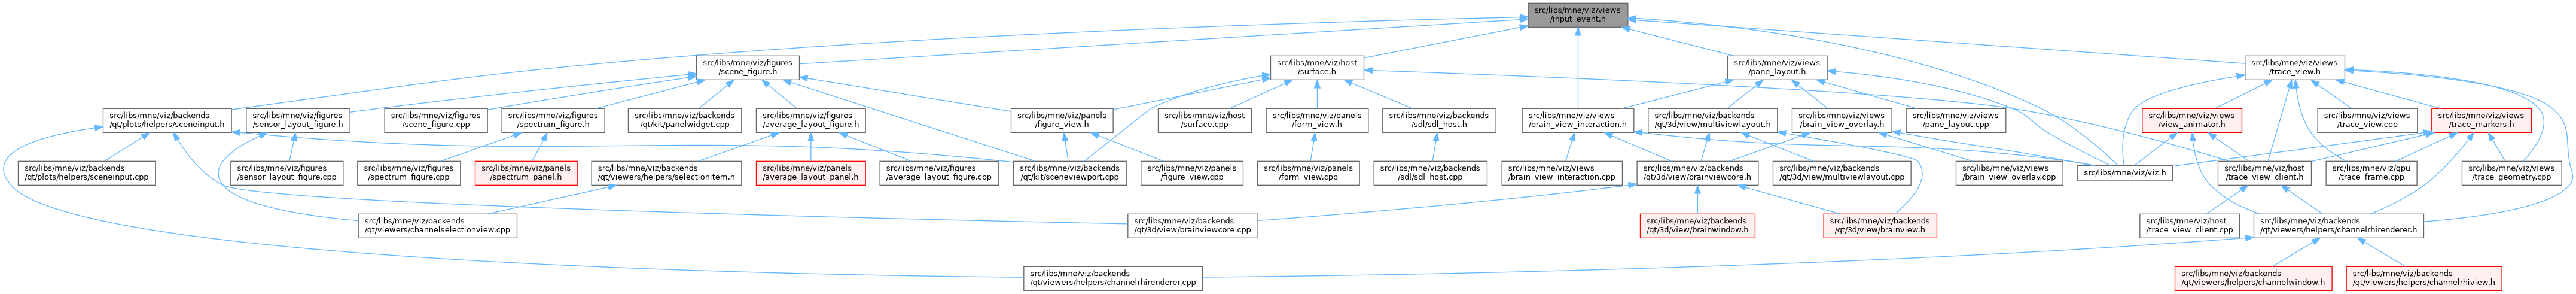 src/libs/mne/viz/views
/input_event.h
src/libs/mne/viz/figures
/scene_figure.h
src/libs/mne/viz/host
/surface.h
src/libs/mne/viz/views
/pane_layout.h
src/libs/mne/viz/views
/trace_view.h
src/libs/mne/viz/backends
/qt/plots/helpers/sceneinput.h
src/libs/mne/viz/figures
/sensor_layout_figure.h
src/libs/mne/viz/figures
/scene_figure.cpp
src/libs/mne/viz/figures
/spectrum_figure.h
src/libs/mne/viz/backends
/qt/kit/panelwidget.cpp
src/libs/mne/viz/figures
/average_layout_figure.h
src/libs/mne/viz/panels
/figure_view.h
src/libs/mne/viz/host
/surface.cpp
src/libs/mne/viz/panels
/form_view.h
src/libs/mne/viz/backends
/sdl/sdl_host.h
src/libs/mne/viz/views
/brain_view_interaction.h
src/libs/mne/viz/backends
/qt/3d/view/multiviewlayout.h
src/libs/mne/viz/views
/brain_view_overlay.h
src/libs/mne/viz/views
/pane_layout.cpp
src/libs/mne/viz/views
/view_animator.h
src/libs/mne/viz/views
/trace_view.cpp
src/libs/mne/viz/views
/trace_markers.h
src/libs/mne/viz/backends
/qt/plots/helpers/sceneinput.cpp
src/libs/mne/viz/figures
/sensor_layout_figure.cpp
src/libs/mne/viz/figures
/spectrum_figure.cpp
src/libs/mne/viz/panels
/spectrum_panel.h
src/libs/mne/viz/backends
/qt/viewers/helpers/selectionitem.h
src/libs/mne/viz/panels
/average_layout_panel.h
src/libs/mne/viz/figures
/average_layout_figure.cpp
src/libs/mne/viz/backends
/qt/kit/sceneviewport.cpp
src/libs/mne/viz/panels
/figure_view.cpp
src/libs/mne/viz/panels
/form_view.cpp
src/libs/mne/viz/backends
/sdl/sdl_host.cpp
src/libs/mne/viz/views
/brain_view_interaction.cpp
src/libs/mne/viz/backends
/qt/3d/view/brainviewcore.h
src/libs/mne/viz/backends
/qt/3d/view/multiviewlayout.cpp
src/libs/mne/viz/views
/brain_view_overlay.cpp
src/libs/mne/viz/viz.h
src/libs/mne/viz/host
/trace_view_client.h
src/libs/mne/viz/gpu
/trace_frame.cpp
src/libs/mne/viz/views
/trace_geometry.cpp
src/libs/mne/viz/backends
/qt/viewers/channelselectionview.cpp
src/libs/mne/viz/backends
/qt/3d/view/brainviewcore.cpp
src/libs/mne/viz/backends
/qt/3d/view/brainwindow.h
src/libs/mne/viz/backends
/qt/3d/view/brainview.h
src/libs/mne/viz/host
/trace_view_client.cpp
src/libs/mne/viz/backends
/qt/viewers/helpers/channelrhirenderer.h
src/libs/mne/viz/backends
/qt/viewers/helpers/channelrhirenderer.cpp
src/libs/mne/viz/backends
/qt/viewers/helpers/channelwindow.h
src/libs/mne/viz/backends
/qt/viewers/helpers/channelrhiview.h